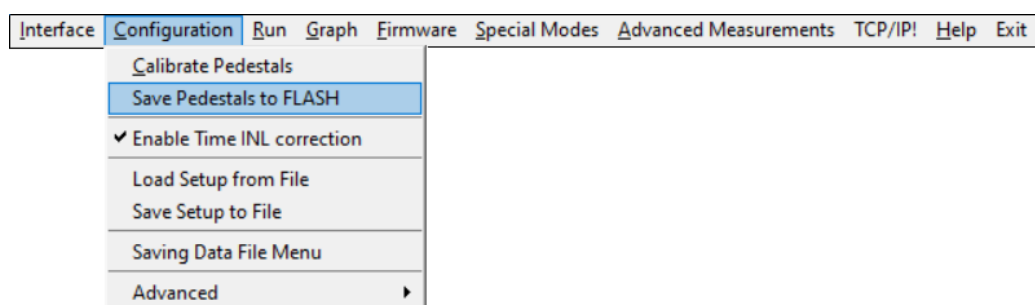 Interface Configuration Run Graph Firmware Special Modes Advanced Measurements TCP/IP! Help Exit
Calibrate Pedestals
Save Pedestals to FLASH
✓ Enable Time INL correction
Load Setup from File
Save Setup to File
Saving Data File Menu
Advanced